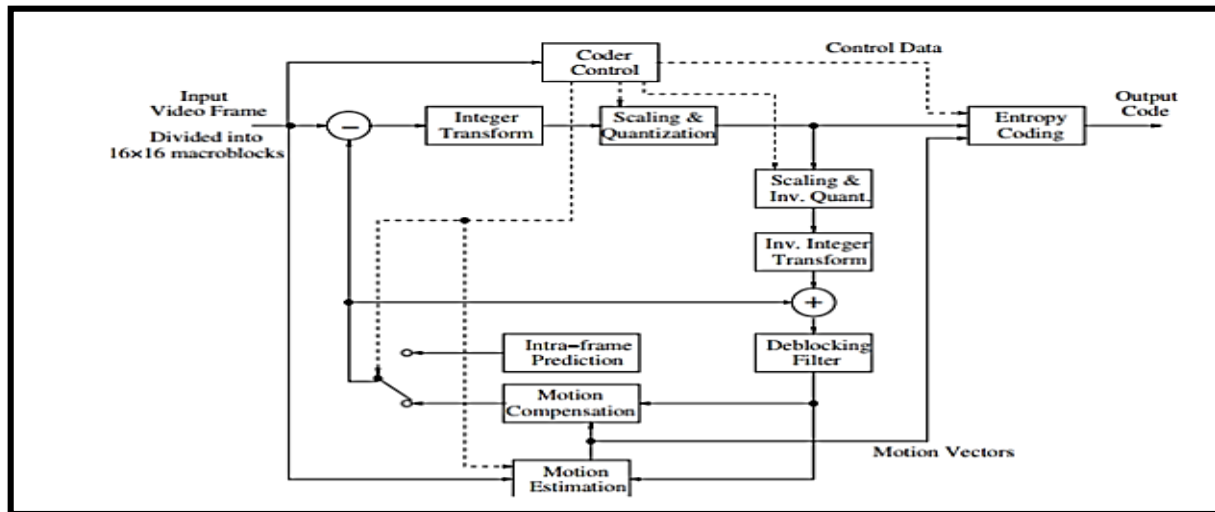 Coder
Control
Control Data
Input
Video Frame
Divided into
16×16 macroblocks
−
Integer
Transform
Scaling &
Quantization
Entropy
Coding
Output
Code
Scaling &
Inv. Quant.
Inv. Integer
Transform
+
Deblocking
Filter
Intra−frame
Prediction
Motion
Compensation
Motion Vectors
Motion
Estimation